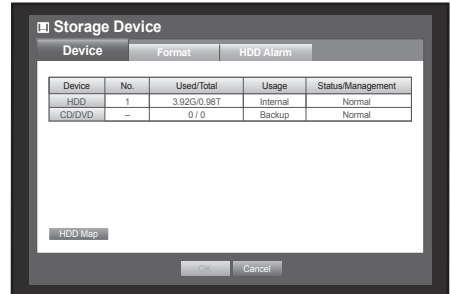 Storage Device
Device Format HDD Alarm
Device No. Used/Total Usage Status/Management
HDD 1 3.92G/0.98T Internal Normal
CD/DVD – 0 / 0 Backup Normal
HDD Map
OK Cancel